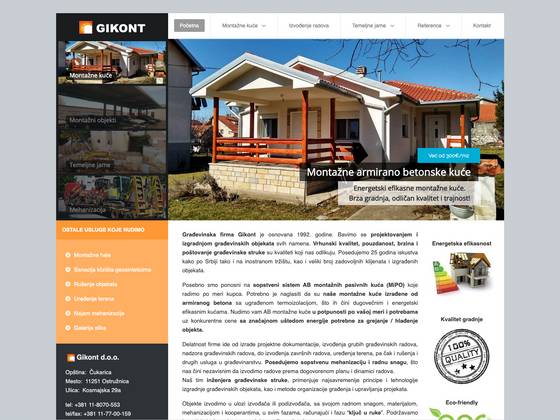 GIKONT
Početna
Montažne kuće
Izvođenje radova
Temeljne jame
Reference
Kontakt
Montažne kuće
Montažni objekti
Temeljne jame
Mehanizacija
Već od 300€/m2
Montažne armirano betonske kuće
Energetski efikasne montažne kuće.
Brza gradnja, odličan kvalitet i trajnost!
OSTALE USLUGE KOJE NUDIMO
Montažne hale
Sanacija klizišta geosinteticima
Rušenje objekata
Uređenje terena
Najam mehanizacije
Galerija slika
Gikont d.o.o.
Opština: Čukarica
Mesto: 11251 Ostružnica
Ulica: Kosmajska 29a
tel: +381 11-8070-553
tel/fax: +381 11-77-00-159
Građevinska firma Gikont je osnovana 1992. godine. Bavimo se projektovanjem i
izgradnjom građevinskih objekata svih namena. Vrhunski kvalitet, pouzdanost, brzina i
poštovanje građevinske struke su kvaliteti koji nas odlikuju. Posedujemo 25 godina iskustva
kako po Srbiji tako i na inostranom tržištu, kao i veliki broj zadovoljnih klijenata i izgrađenih
objekata.
Posebno smo ponosni na sopstveni sistem AB montažnih pasivnih kuća (MiPO) koje
radimo po meri kupca. Potrebno je naglasiti da su naše montažne kuće izrađene od
armiranog betona sa ugrađenom termoizolacijom, što ih čini dugovečnim i energetski
efikasnim kućama. Nudim vam AB montažne kuće u potpunosti po vašoj meri i potrebama
uz konkurentne cene sa značajnom uštedom energije potrebne za grejanje / hlađenje
objekta.
Delatnost firme ide od izrade projektne dokumentacije, izvođenja grubih građevinskih radova,
nadzora građevinskih radova, do izvođenja završnih radova, uređenja terena, pa čak i rušenja i
drugih usluga u građevinarstvu. Posedujemo sopstvenu mehanizaciju i radnu snagu, što
nam čini nezavisnim da izvodimo radove prema dogovorenom planu i dinamici radova.
Naš tim inženjera građevinske struke, primenjuje najsavremenije principe i tehnologije
izgradnje građevinskih objekata, kao i metode organizacije građenja i upravljanja projekata.
Objekte izvodimo u ulozi izvođača ili podizvođača, sa svojom radnom snagom, materijalom,
mehanizacijom i kooperantima, u svim fazama, računajući i fazu "ključ u ruke". Podržavamo
Energetska efikasnost
Kvalitet gradnje
100%
QUALITY
Eco-friendly